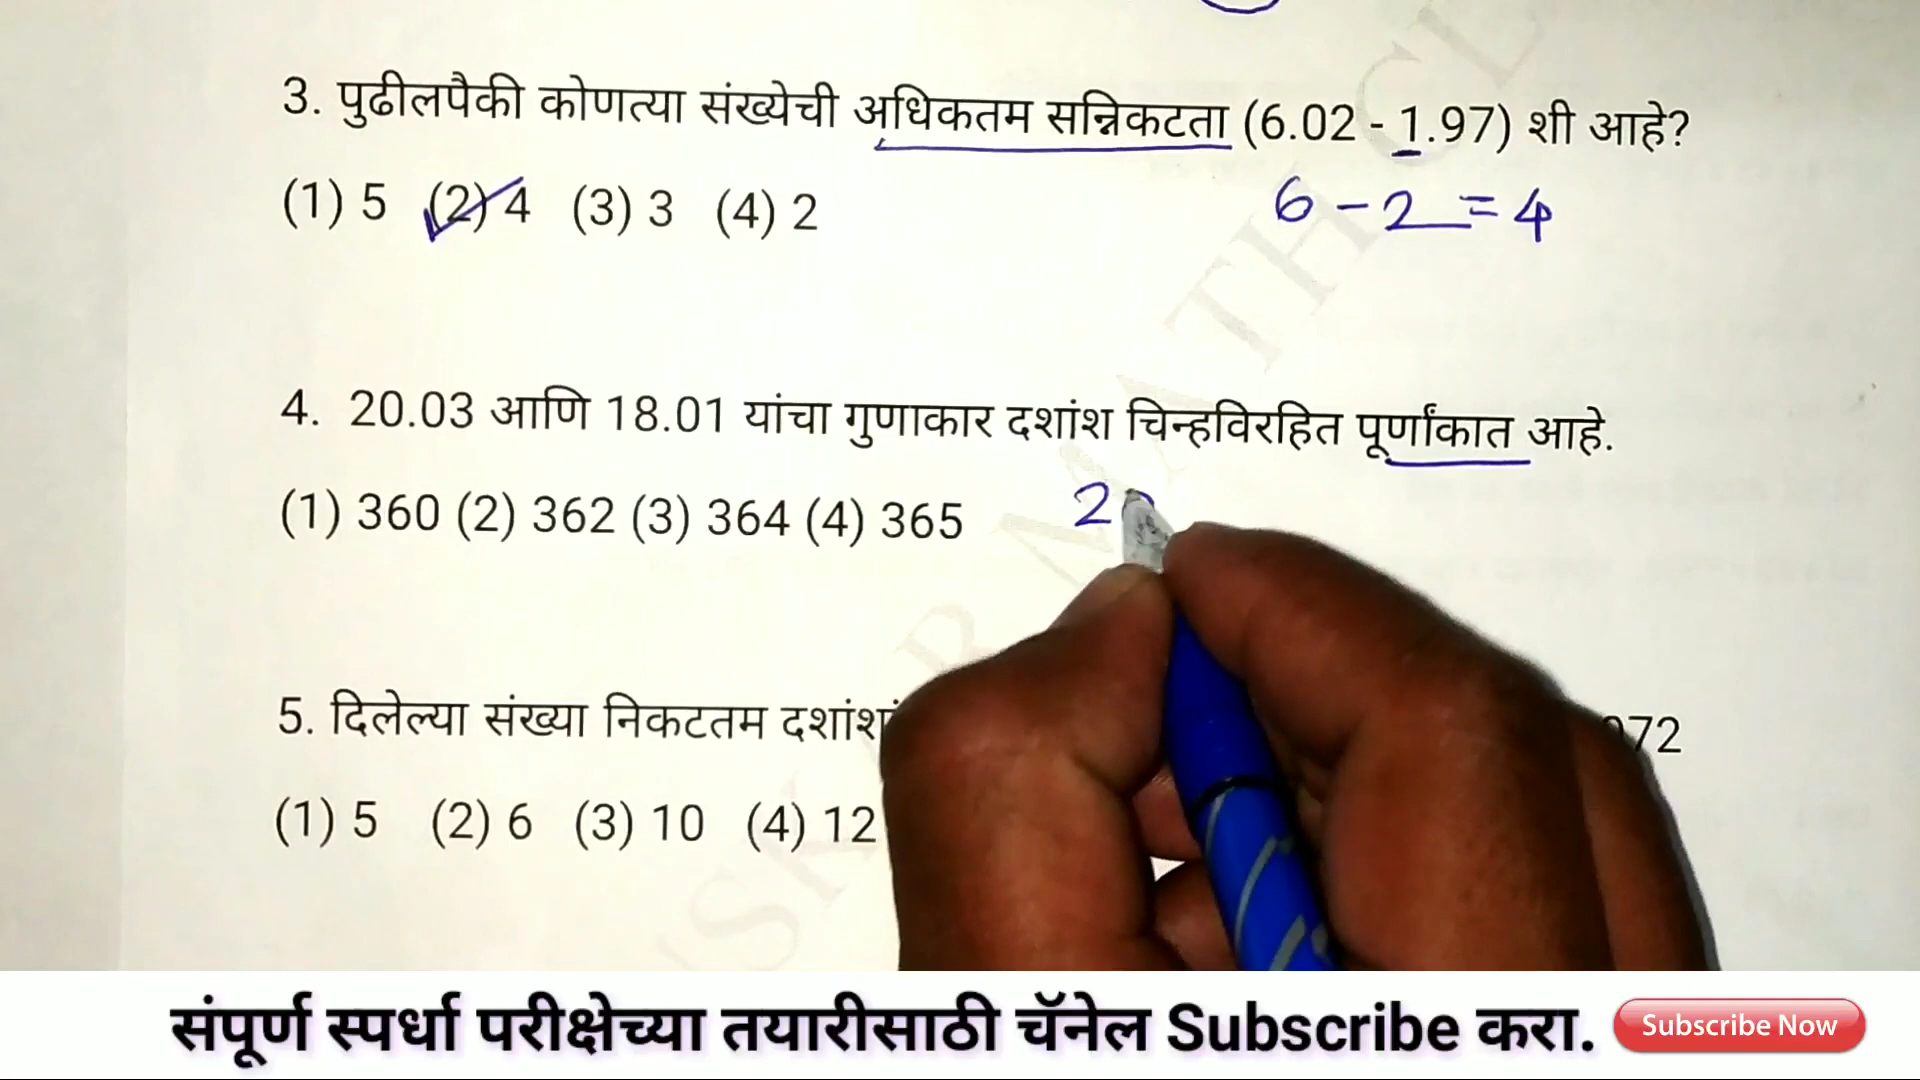 3. पुढीलपैकी कोणत्या संख्येची अधिकतम सन्निकटता (6.02 - 1.97) शी आहे?
(1) 5 (2) 4 (3) 3 (4) 2
6 - 2 = 4
4. 20.03 आणि 18.01 यांचा गुणाकार दशांश चिन्हविरहित पूर्णांकात आहे.
(1) 360 (2) 362 (3) 364 (4) 365
2
5. दिलेल्या संख्या निकटतम 072
(1) 5 (2) 6 (3) 10 (4) 12
संपूर्ण स्पर्धा परीक्षेच्या तयारीसाठी चॅनेल Subscribe करा.
Subscribe Now